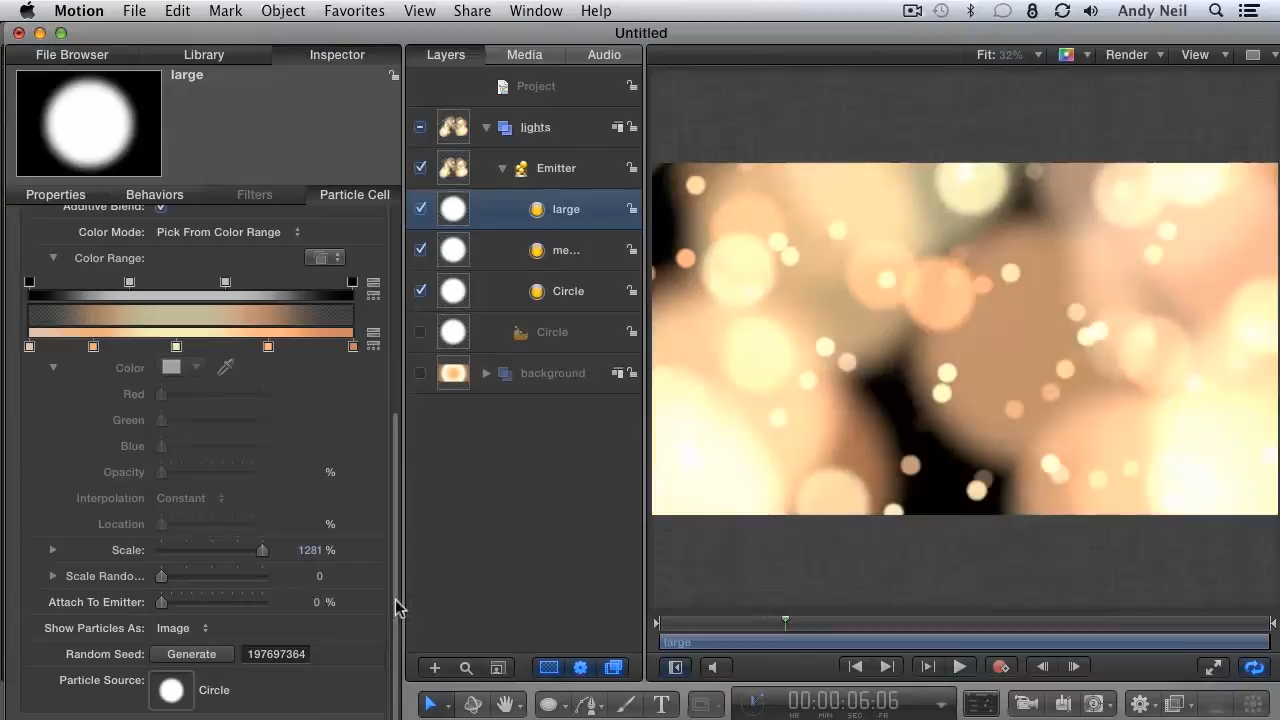 Motion File Edit Mark Object Favorites View Share Window Help Andy Neil
Untitled
File Browser Library Inspector Layers Media Audio Fit: 32% Render View
large
Project
lights
Emitter
Properties Behaviors Filters Particle Cell
large
Additive Blend:
Color Mode: Pick From Color Range
Color Range:
me...
Circle
Circle
background
Color
Red
Green
Blue
Opacity %
Interpolation Constant
Location %
Scale: 1281 %
Scale Rando... 0
Attach To Emitter: 0 %
Show Particles As: Image
large
Random Seed: Generate 197697364
Particle Source: Circle
T
00:00:06:06
HR MIN SEC FR